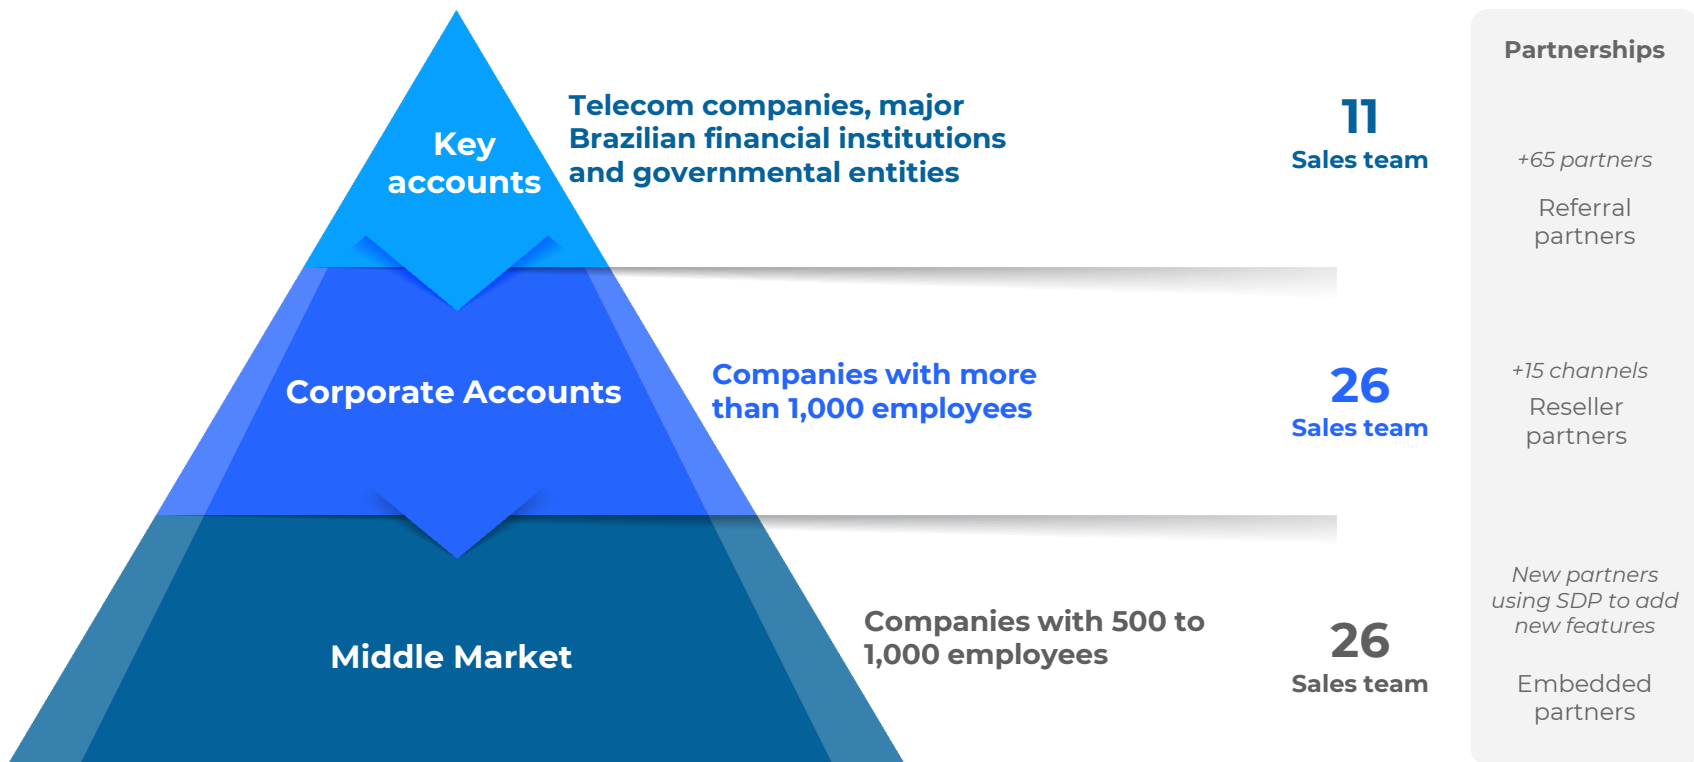 Key
accounts
Telecom companies, major
Brazilian financial institutions
and governmental entities
11
Sales team
Corporate Accounts
Companies with more
than 1,000 employees
26
Sales team
Middle Market
Companies with 500 to
1,000 employees
26
Sales team
Partnerships
+65 partners
Referral
partners
+15 channels
Reseller
partners
New partners
using SDP to add
new features
Embedded
partners